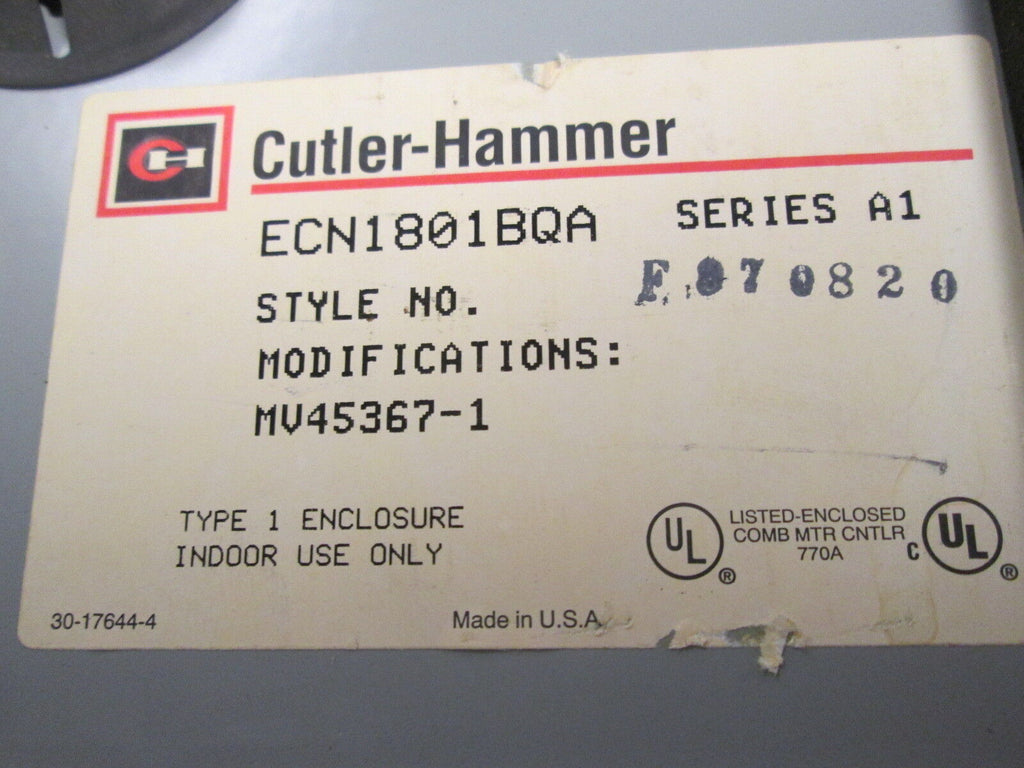 CH Cutler-Hammer
ECN1801BQA SERIES A1
STYLE NO.
MODIFICATIONS:
MV45367-1
TYPE 1 ENCLOSURE
INDOOR USE ONLY
UL ® LISTED-ENCLOSED
COMB MTR CNTLR
770A
C UL ®
30-17644-4 Made in U.S.A.